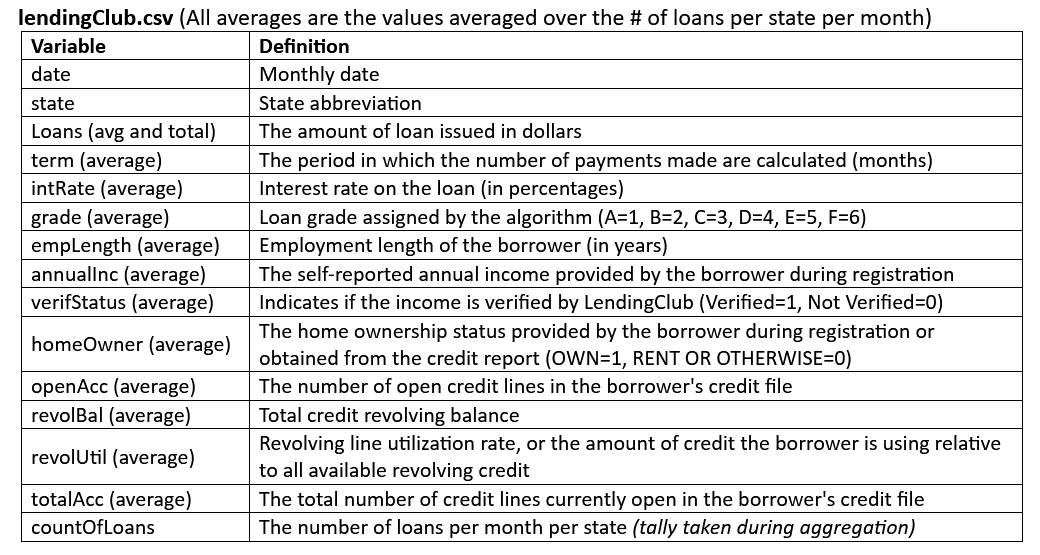 lendingClub.csv (All averages are the values averaged over the # of loans per state per month)
Variable Definition
date Monthly date
state State abbreviation
Loans (avg and total) The amount of loan issued in dollars
term (average) The period in which the number of payments made are calculated (months)
intRate (average) Interest rate on the loan (in percentages)
grade (average) Loan grade assigned by the algorithm (A=1, B=2, C=3, D=4, E=5, F=6)
empLength (average) Employment length of the borrower (in years)
annualInc (average) The self-reported annual income provided by the borrower during registration
verifStatus (average) Indicates if the income is verified by LendingClub (Verified=1, Not Verified=0)
homeOwner (average) The home ownership status provided by the borrower during registration or
obtained from the credit report (OWN=1, RENT OR OTHERWISE=0)
openAcc (average) The number of open credit lines in the borrower's credit file
revolBal (average) Total credit revolving balance
revolUtil (average) Revolving line utilization rate, or the amount of credit the borrower is using relative
to all available revolving credit
totalAcc (average) The total number of credit lines currently open in the borrower's credit file
countOfLoans The number of loans per month per state (tally taken during aggregation)